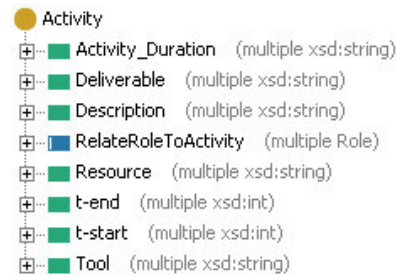 Activity
Activity_Duration (multiple xsd:string)
Deliverable (multiple xsd:string)
Description (multiple xsd:string)
RelateRoleToActivity (multiple Role)
Resource (multiple xsd:string)
t-end (multiple xsd:int)
t-start (multiple xsd:int)
Tool (multiple xsd:string)